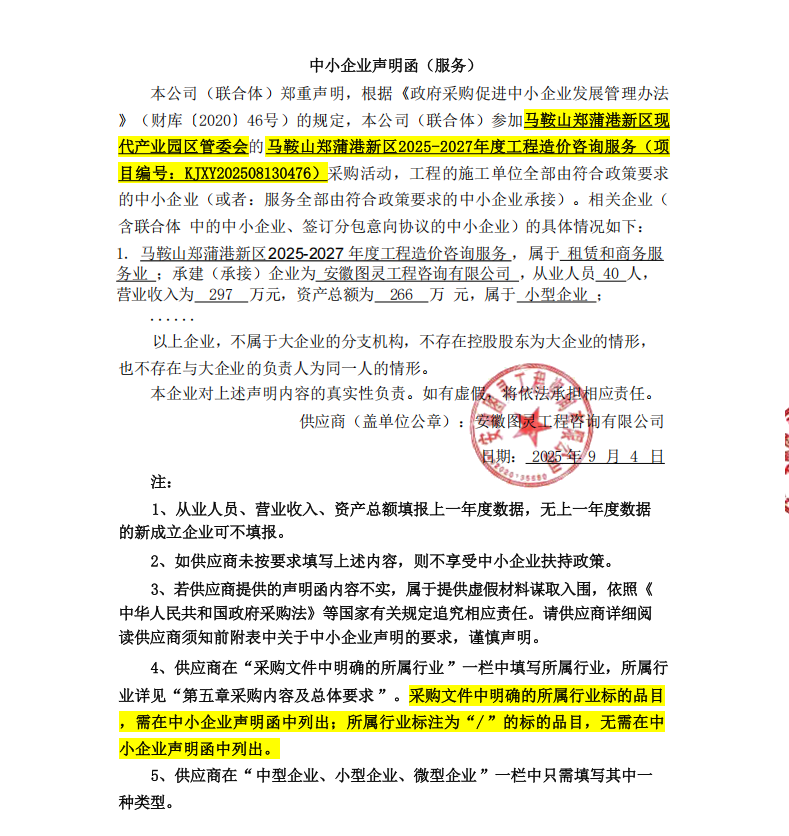 中小企业声明函（服务）
本公司（联合体）郑重声明，根据《政府采购促进中小企业发展管理办法
》（财库〔2020〕46号）的规定，本公司（联合体）参加马鞍山郑蒲港新区现
代产业园区管委会的马鞍山郑蒲港新区2025-2027年度工程造价咨询服务（项
目编号：KJXY202508130476）采购活动，工程的施工单位全部由符合政策要求
的中小企业（或者：服务全部由符合政策要求的中小企业承接）。相关企业（
含联合体 中的中小企业、签订分包意向协议的中小企业）的具体情况如下：
1. 马鞍山郑蒲港新区2025-2027 年度工程造价咨询服务，属于 租赁和商务服
务业 ；承建（承接）企业为 安徽图灵工程咨询有限公司 ，从业人员 40 人，
营业收入为 297 万元，资产总额为 266 万 元，属于 小型企业 ；
······
以上企业，不属于大企业的分支机构，不存在控股股东为大企业的情形，
也不存在与大企业的负责人为同一人的情形。
本企业对上述声明内容的真实性负责。如有虚假，将依法承担相应责任。
供应商（盖单位公章）：安徽图灵工程咨询有限公司
日期： 2025 年 9 月 4 日
安徽图灵工程咨询有限公司
注：
1、从业人员、营业收入、资产总额填报上一年度数据，无上一年度数据
的新成立企业可不填报。
2、如供应商未按要求填写上述内容，则不享受中小企业扶持政策。
3、若供应商提供的声明函内容不实，属于提供虚假材料谋取入围，依照《
中华人民共和国政府采购法》等国家有关规定追究相应责任。请供应商详细阅
读供应商须知前附表中关于中小企业声明的要求，谨慎声明。
4、供应商在“采购文件中明确的所属行业 ”一栏中填写所属行业，所属行
业详见“第五章采购内容及总体要求 ”。采购文件中明确的所属行业标的品目
，需在中小企业声明函中列出；所属行业标注为“/ ”的标的品目，无需在中
小企业声明函中列出。
5、供应商在“ 中型企业、小型企业、微型企业 ”一栏中只需填写其中一
种类型。